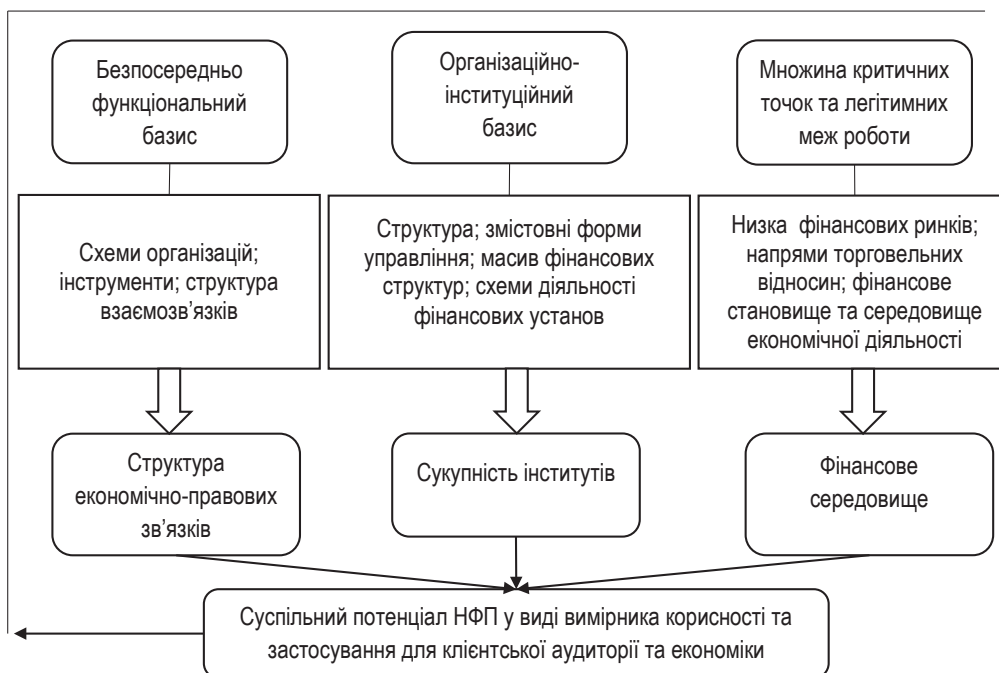 Безпосередньо
функціональний
базис
Організаційно-
інституційний
базис
Множина критичних
точок та легітимних
меж роботи
Схеми організацій;
інструменти; структура
взаємозв’язків
Структура; змістовні форми
управління; масив фінансових
структур; схеми діяльності
фінансових установ
Низка фінансових ринків;
напрями торговельних
відносин; фінансове
становище та середовище
економічної діяльності
Структура
економічно-правових
зв’язків
Сукупність інститутів
Фінансове
середовище
Суспільний потенціал НФП у виді вимірника корисності та
застосування для клієнтської аудиторії та економіки